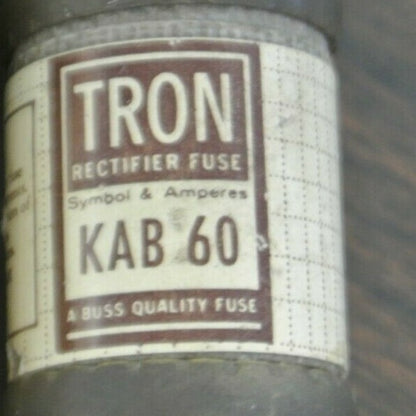 TRON
RECTIFIER FUSE
Symbol & Amperes
KAB 60
A BUSS QUALITY FUSE